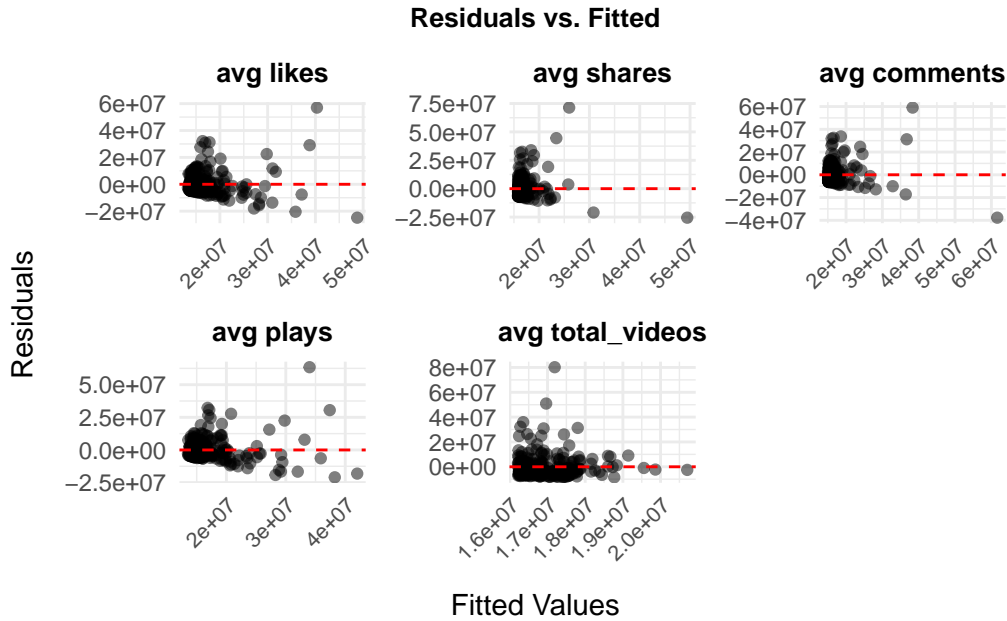 Residuals vs. Fitted
avg likes
6e+07
4e+07
2e+07
0e+00
−2e+07
2e+07
3e+07
4e+07
5e+07
avg shares
7.5e+07
5.0e+07
2.5e+07
0.0e+00
−2.5e+07
2e+07
3e+07
4e+07
5e+07
avg comments
6e+07
4e+07
2e+07
0e+00
−2e+07
−4e+07
2e+07
3e+07
4e+07
5e+07
6e+07
Residuals
avg plays
5.0e+07
2.5e+07
0.0e+00
−2.5e+07
2e+07
3e+07
4e+07
avg total_videos
8e+07
6e+07
4e+07
2e+07
0e+00
1.6e+07
1.7e+07
1.8e+07
1.9e+07
2.0e+07
Fitted Values